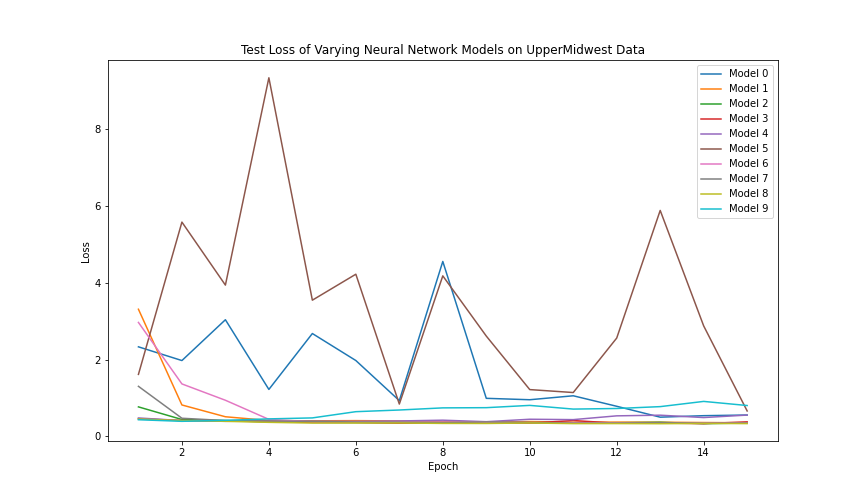 Test Loss of Varying Neural Network Models on UpperMidwest Data
Model 0
Model 1
Model 2
Model 3
Model 4
Model 5
Model 6
Model 7
Model 8
Model 9
Loss
8
6
4
2
0
2 4 6 8 10 12 14
Epoch